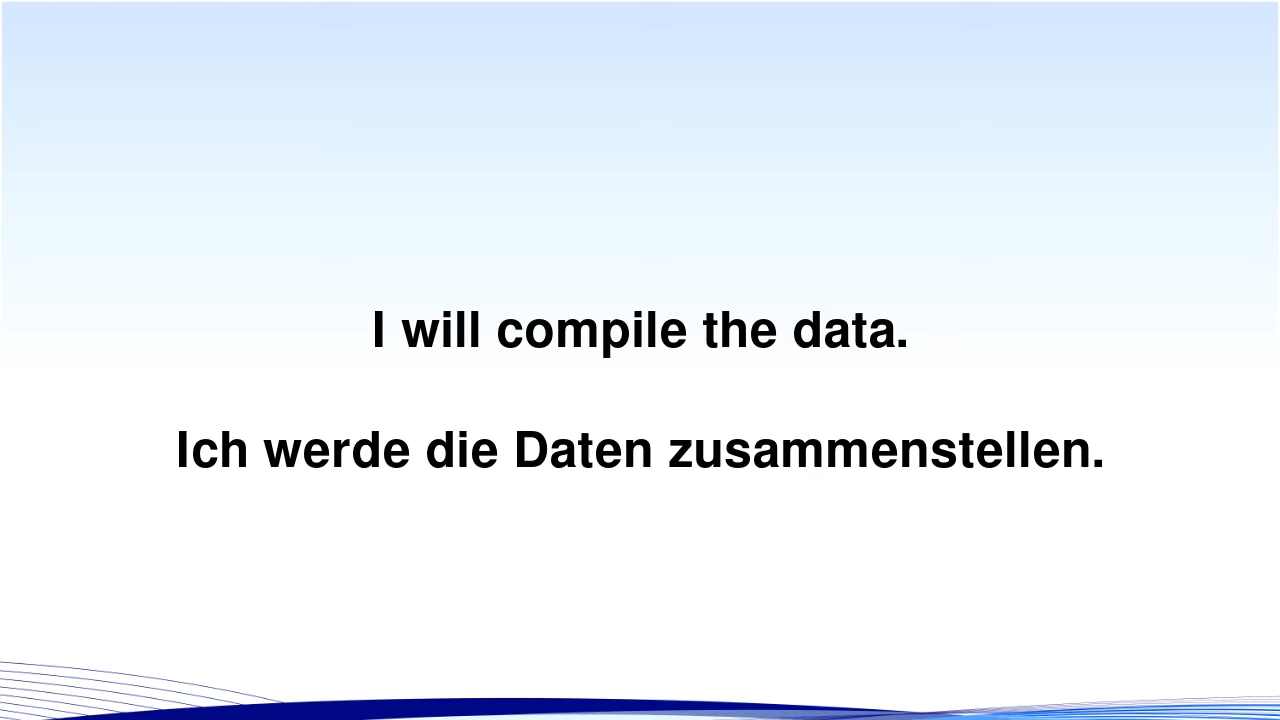 I will compile the data.
Ich werde die Daten zusammenstellen.